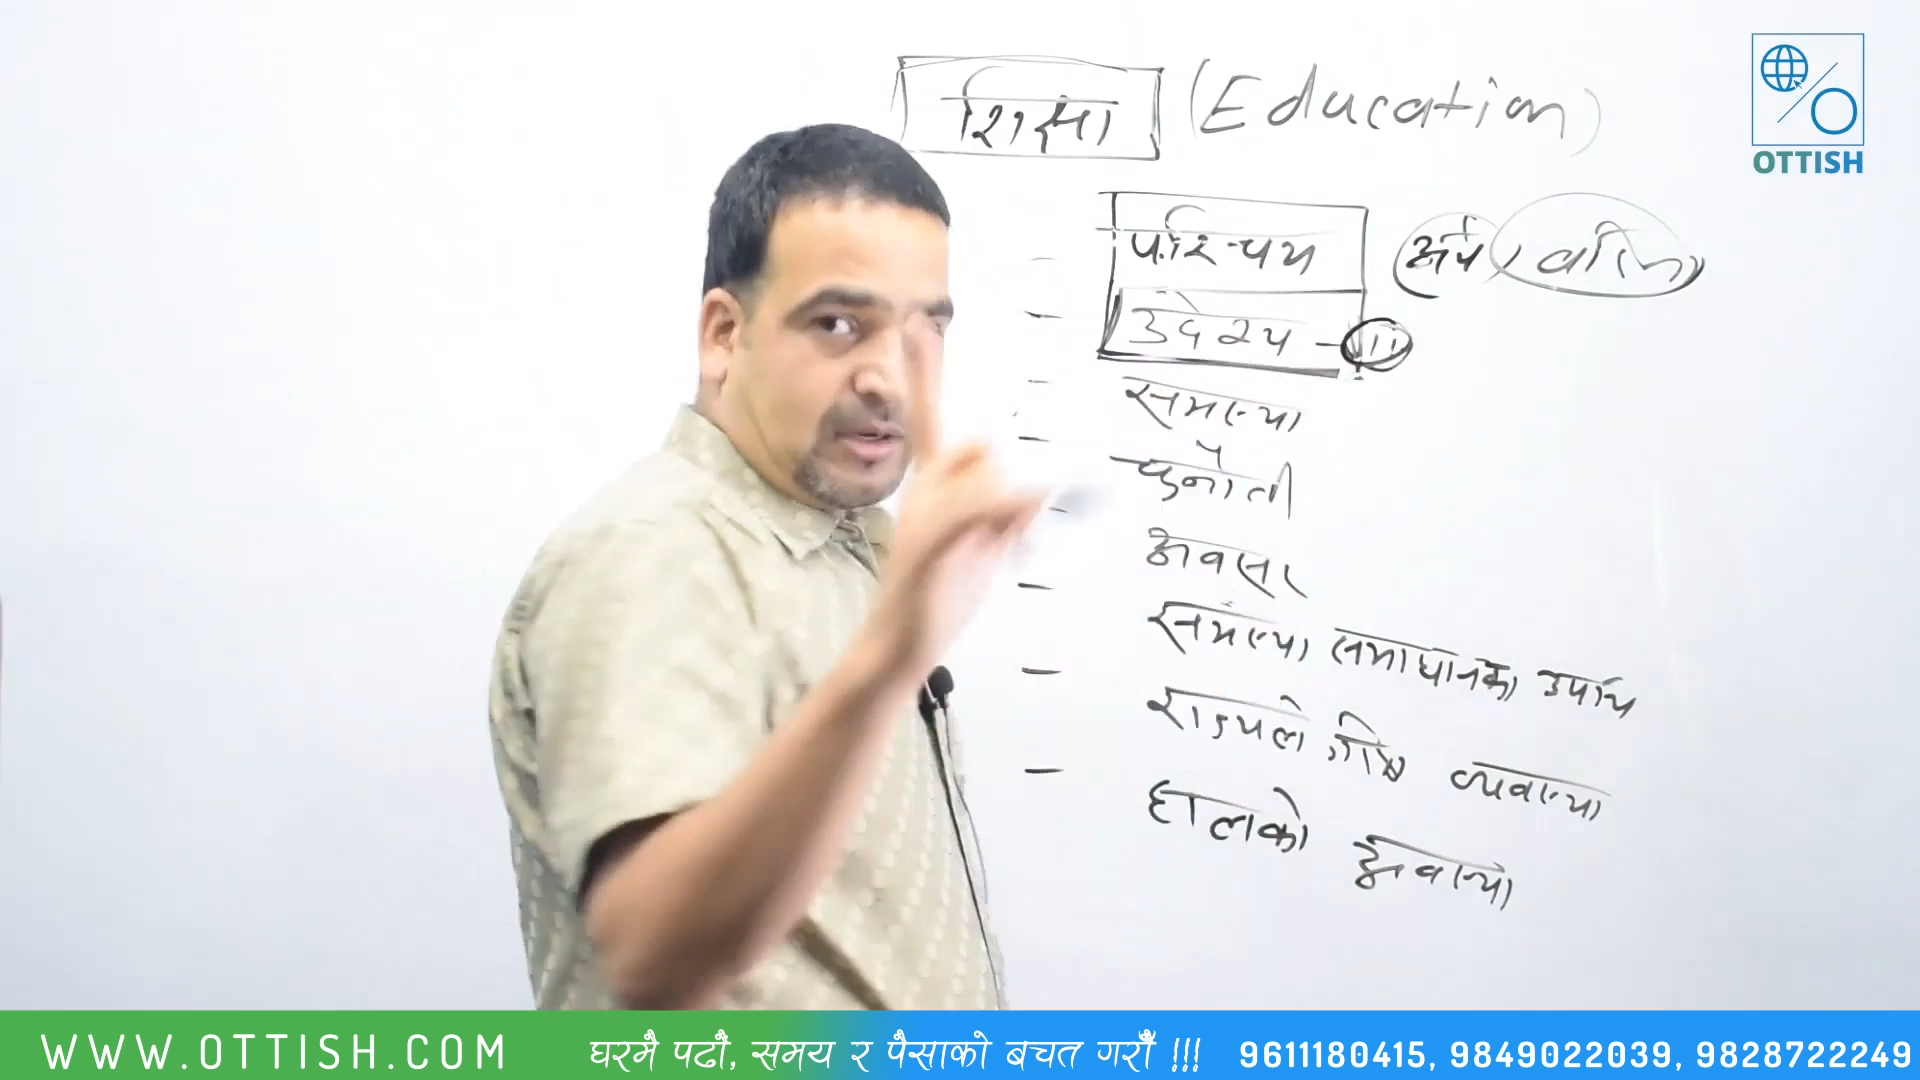 शिक्षा (Education)
OTTISH
परिचय (अर्थ,
उदेश्य
समस्या
चुनौती
अवसर
समस्या समाधानका उपाय
राज्यले गरेको व्यवस्था
हालको अवस्था
WWW.OTTISH.COM घरमै पढौं, समय र पैसाको बचत गरौं !!! 9611180415, 9849022039, 9828722249